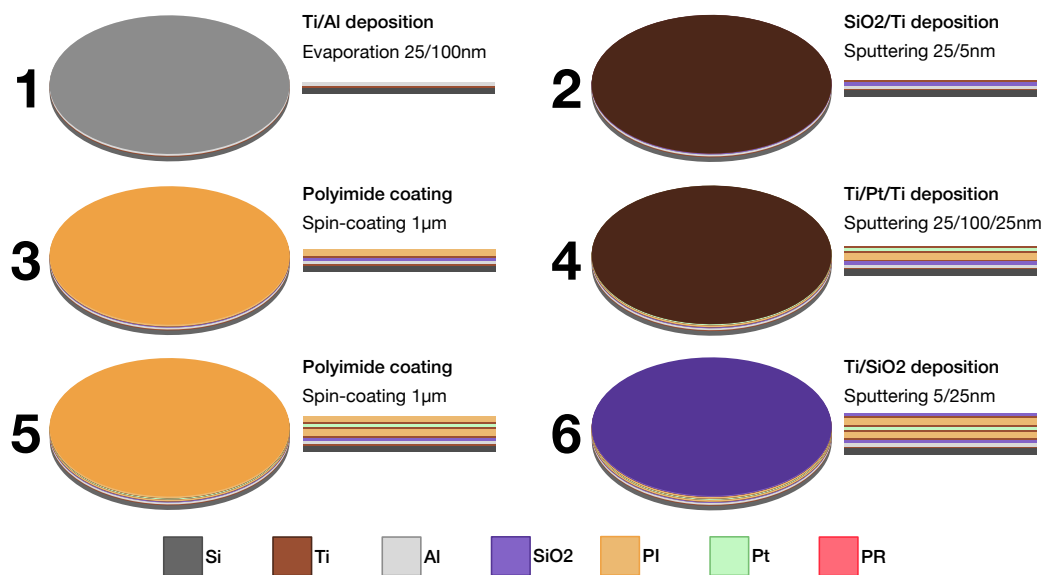 1
Ti/Al deposition
Evaporation 25/100nm
2
SiO2/Ti deposition
Sputtering 25/5nm
3
Polyimide coating
Spin-coating 1µm
4
Ti/Pt/Ti deposition
Sputtering 25/100/25nm
5
Polyimide coating
Spin-coating 1µm
6
Ti/SiO2 deposition
Sputtering 5/25nm
Si
Ti
Al
SiO2
PI
Pt
PR